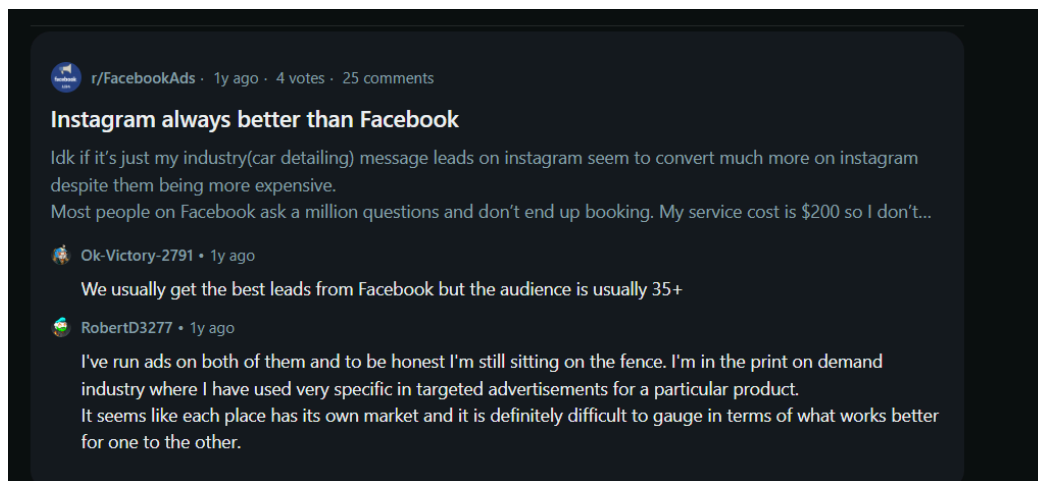 r/FacebookAds · 1y ago · 4 votes · 25 comments
Instagram always better than Facebook
Idk if it's just my industry(car detailing) message leads on instagram seem to convert much more on instagram
despite them being more expensive.
Most people on Facebook ask a million questions and don't end up booking. My service cost is $200 so I don't...
Ok-Victory-2791 • 1y ago
We usually get the best leads from Facebook but the audience is usually 35+
RobertD3277 • 1y ago
I've run ads on both of them and to be honest I'm still sitting on the fence. I'm in the print on demand
industry where I have used very specific in targeted advertisements for a particular product.
It seems like each place has its own market and it is definitely difficult to gauge in terms of what works better
for one to the other.